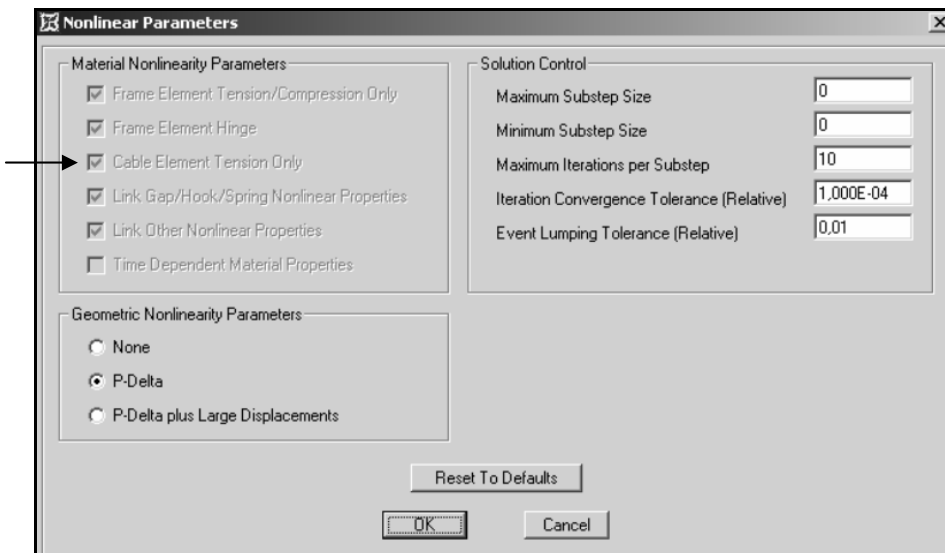 Nonlinear Parameters
Material Nonlinearity Parameters
Frame Element Tension/Compression Only
Frame Element Hinge
Cable Element Tension Only
Link Gap/Hook/Spring Nonlinear Properties
Link Other Nonlinear Properties
Time Dependent Material Properties
Solution Control
Maximum Substep Size 0
Minimum Substep Size 0
Maximum Iterations per Substep 10
Iteration Convergence Tolerance (Relative) 1,000E-04
Event Lumping Tolerance (Relative) 0,01
Geometric Nonlinearity Parameters
None
P-Delta
P-Delta plus Large Displacements
Reset To Defaults
OK Cancel